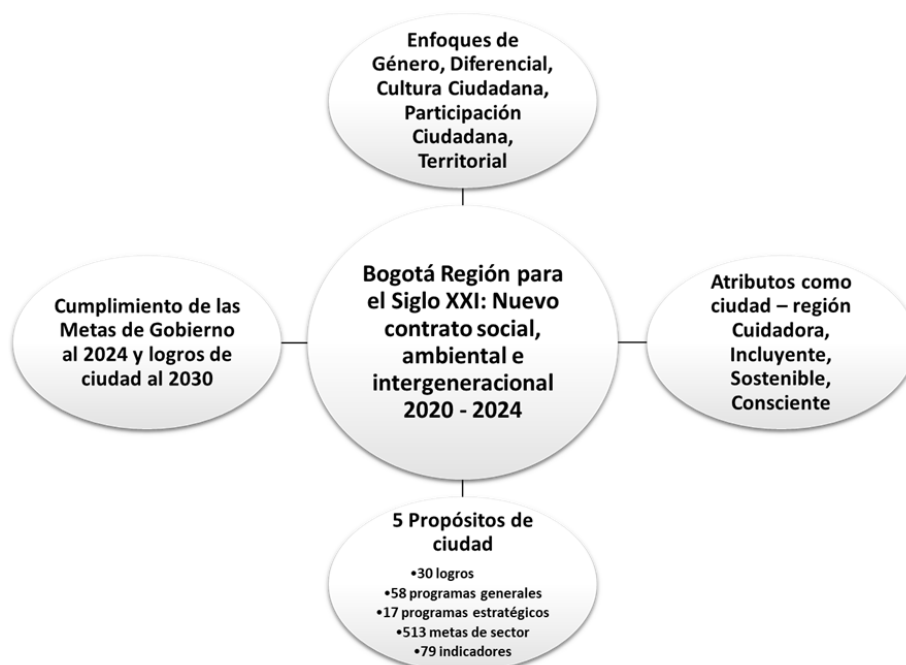 Enfoques de
Género, Diferencial,
Cultura Ciudadana,
Participación
Ciudadana,
Territorial
Cumplimiento de las
Metas de Gobierno
al 2024 y logros de
ciudad al 2030
Bogotá Región para
el Siglo XXI: Nuevo
contrato social,
ambiental e
intergeneracional
2020 - 2024
Atributos como
ciudad – región
Cuidadora,
Incluyente,
Sostenible,
Consciente
5 Propósitos de
ciudad
•30 logros
•58 programas generales
•17 programas estratégicos
•513 metas de sector
•79 indicadores